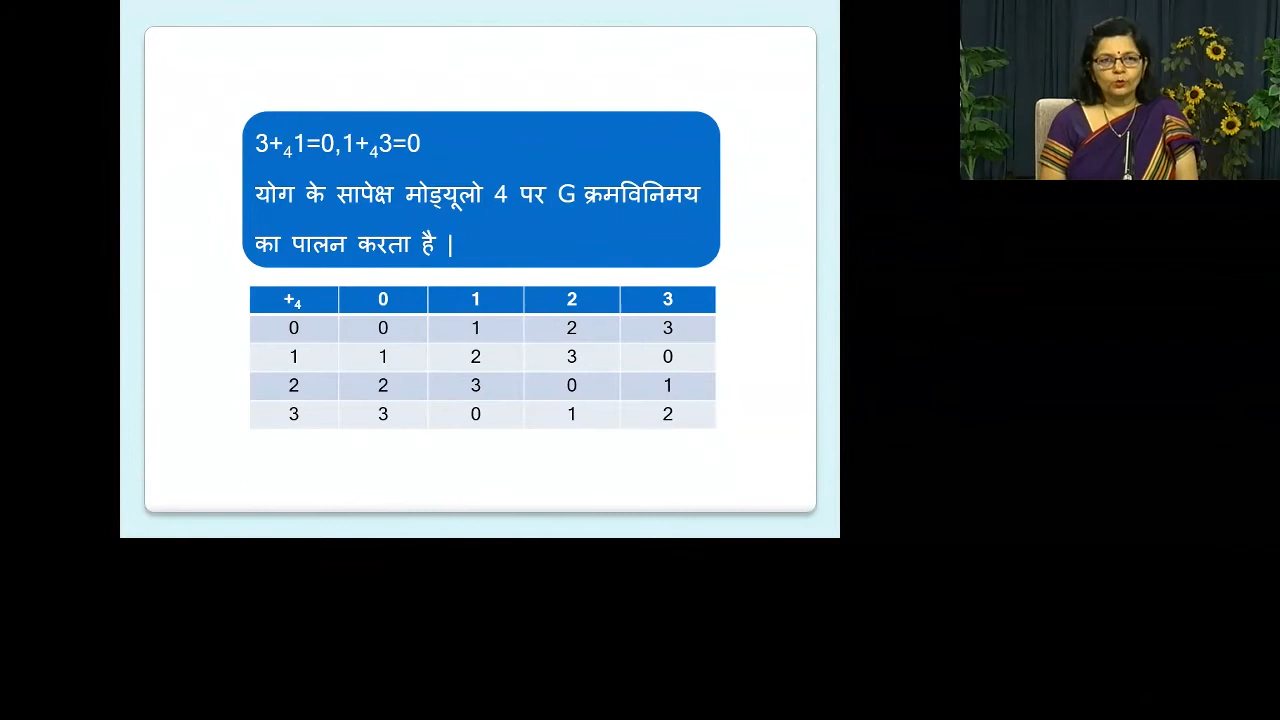 3+₄1=0,1+₄3=0
योग के सापेक्ष मोड्यूलो 4 पर G क्रमविनिमय
का पालन करता है |
+₄ 0 1 2 3
0 0 1 2 3
1 1 2 3 0
2 2 3 0 1
3 3 0 1 2